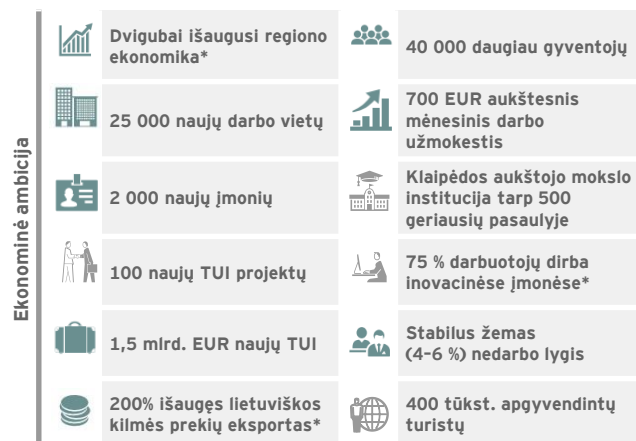 Ekonominė ambicija
Dvigubai išaugusi regiono
ekonomika*
40 000 daugiau gyventojų
25 000 naujų darbo vietų
700 EUR aukštesnis
mėnesinis darbo
užmokestis
2 000 naujų įmonių
Klaipėdos aukštojo mokslo
institucija tarp 500
geriausių pasaulyje
100 naujų TUI projektų
75 % darbuotojų dirba
inovacinėse įmonėse*
1,5 mlrd. EUR naujų TUI
Stabilus žemas
(4–6 %) nedarbo lygis
200% išaugęs lietuviškos
kilmės prekių eksportas*
400 tūkst. apgyvendintų
turistų